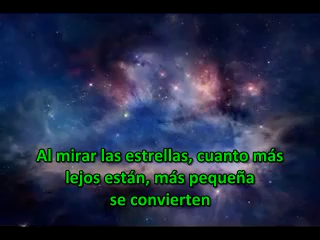 Al mirar las estrellas, cuanto más
lejos están, más pequeña
se convierten